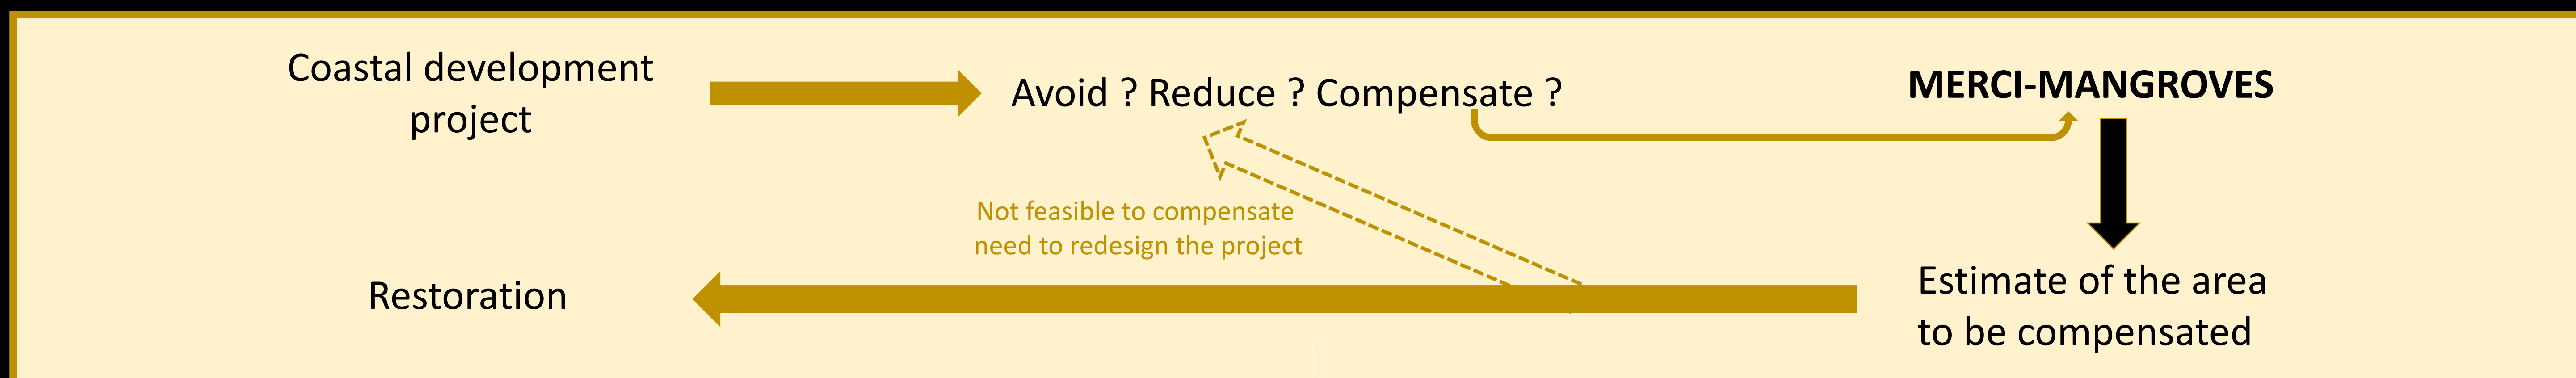 Coastal development
project
Avoid ? Reduce ? Compensate ?
MERCI-MANGROVES
Not feasible to compensate
need to redesign the project
Restoration
Estimate of the area
to be compensated